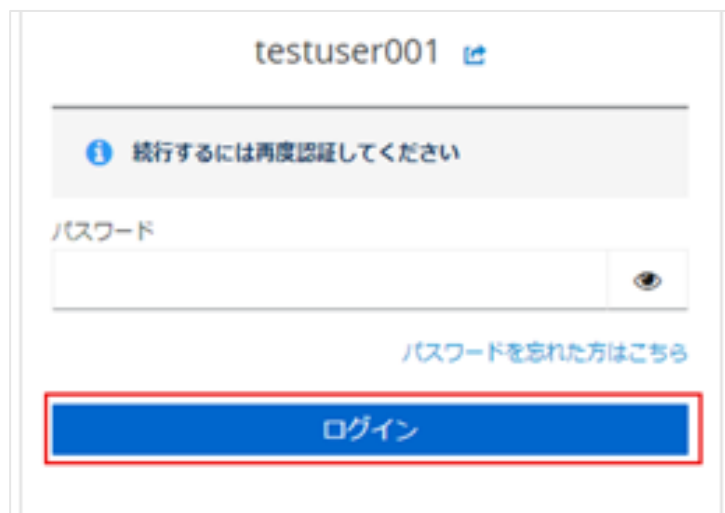 testuser001
続行するには再度認証してください
パスワード
パスワードを忘れた方はこちら
ログイン